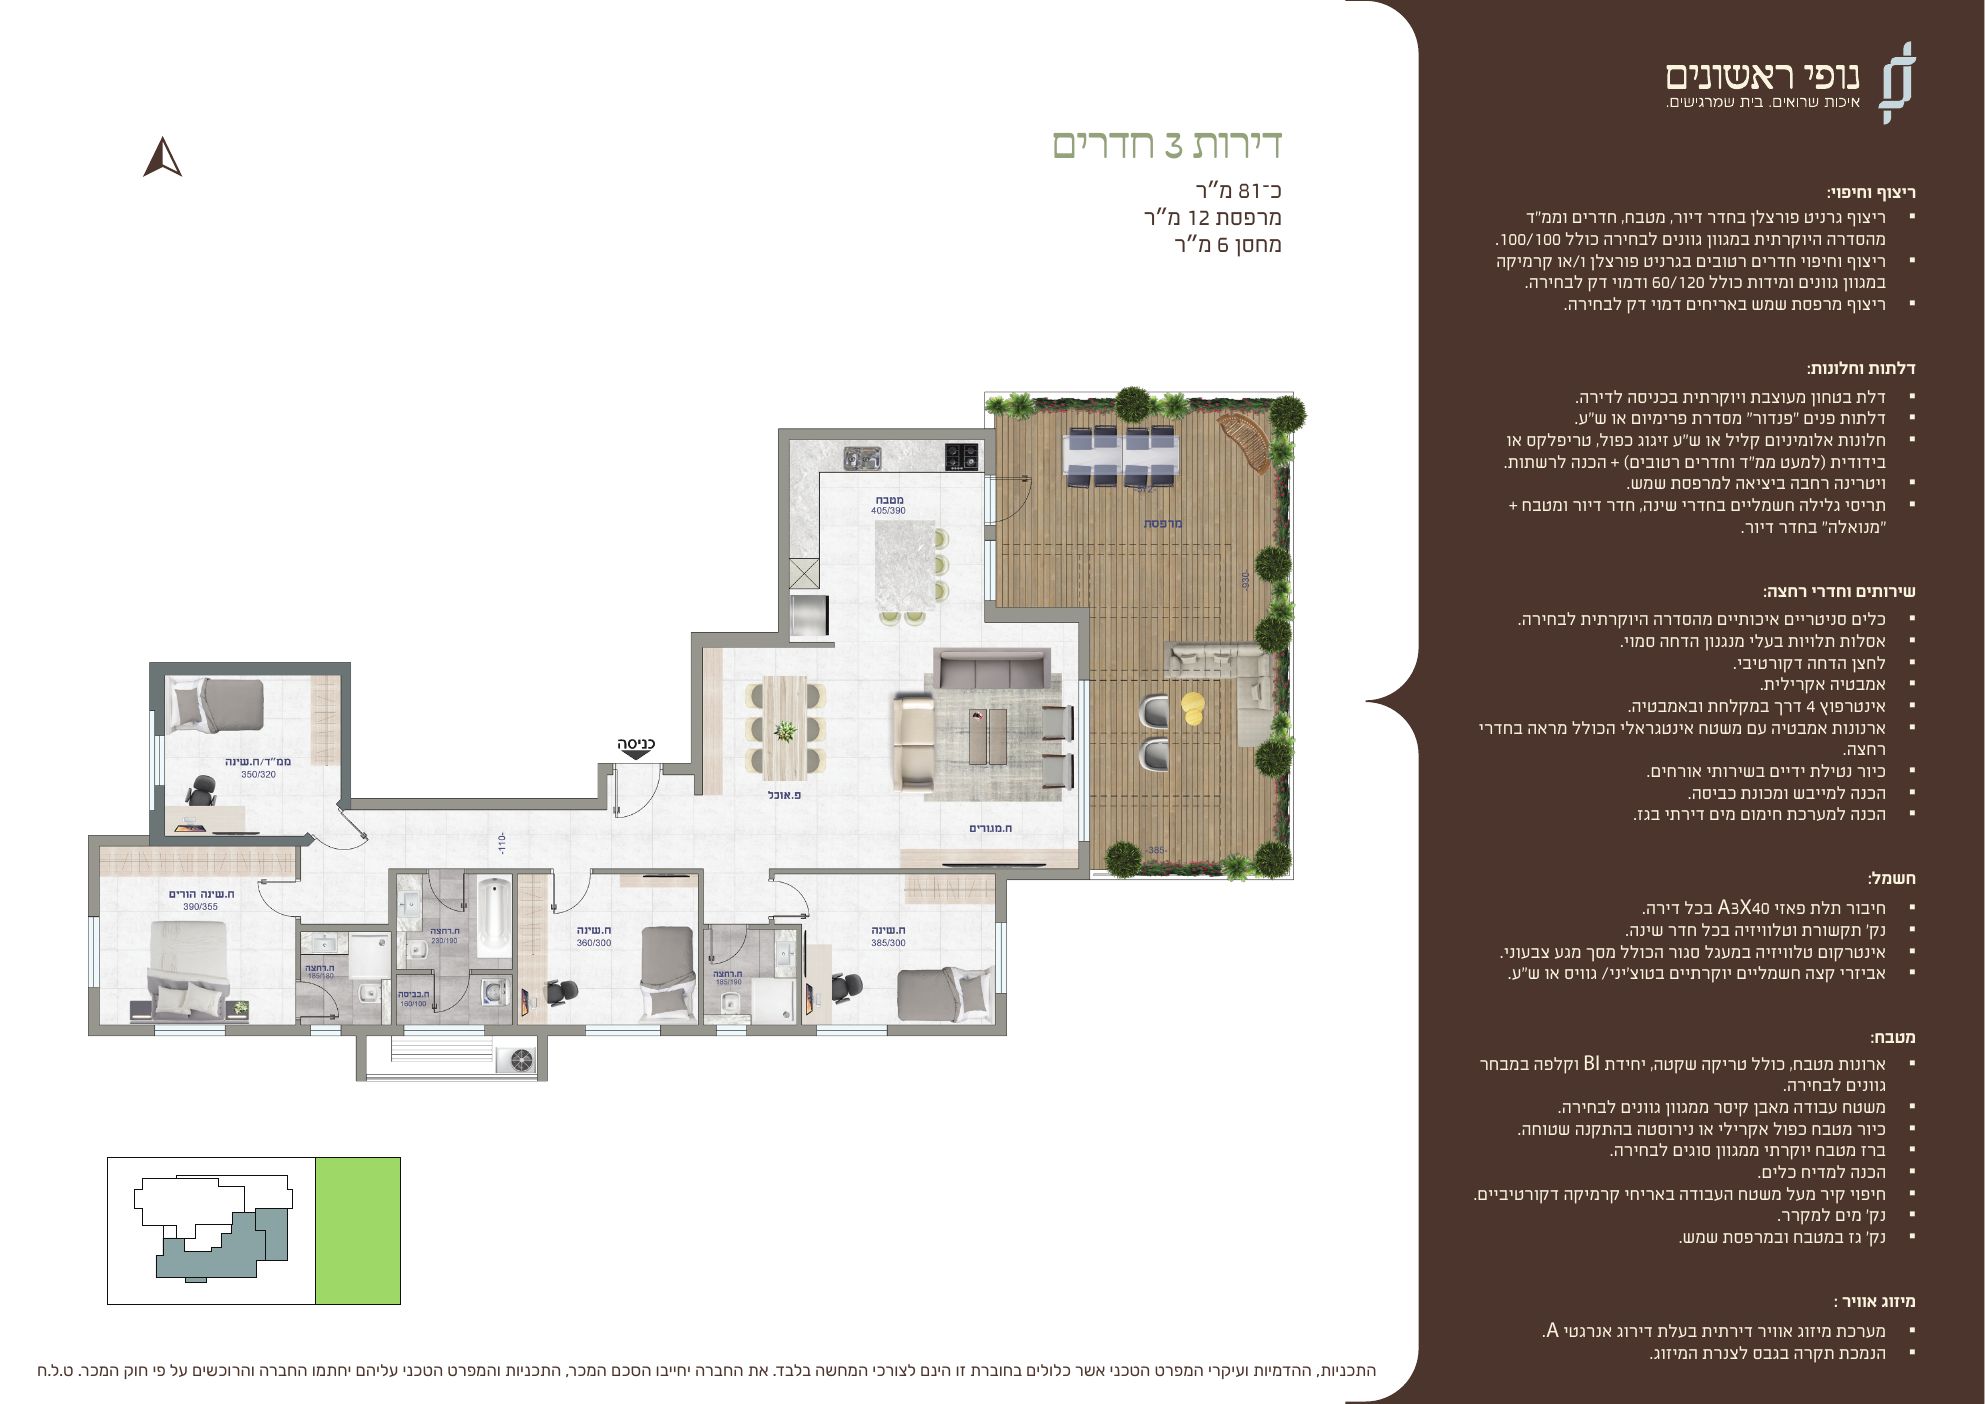 נופי ראשונים
איכות שרואים. בית שמרגישים.
דירות 3 חדרים
כ־81 מ״ר
מרפסת 12 מ״ר
מחסן 6 מ״ר
ריצוף וחיפוי:
▪ ריצוף גרניט פורצלן בחדר דיור, מטבח, חדרים וממ״ד
מהסדרה היוקרתית במגוון גוונים לבחירה כולל 100/100.
▪ ריצוף וחיפוי חדרים רטובים בגרניט פורצלן ו/או קרמיקה
במגוון גוונים ומידות כולל 60/120 ודמוי דק לבחירה.
▪ ריצוף מרפסת שמש באריחים דמוי דק לבחירה.
דלתות וחלונות:
▪ דלת בטחון מעוצבת ויוקרתית בכניסה לדירה.
▪ דלתות פנים ״פנדור״ מסדרת פרימיום או ש״ע.
▪ חלונות אלומיניום קליל או ש״ע זיגוג כפול, טריפלקס או
בידודית (למעט ממ״ד וחדרים רטובים) + הכנה לרשתות.
▪ ויטרינה רחבה ביציאה למרפסת שמש.
▪ תריסי גלילה חשמליים בחדרי שינה, חדר דיור ומטבח +
״מנואלה״ בחדר דיור.
שירותים וחדרי רחצה:
▪ כלים סניטריים איכותיים מהסדרה היוקרתית לבחירה.
▪ אסלות תלויות בעלי מנגנון הדחה סמוי.
▪ לחצן הדחה דקורטיבי.
▪ אמבטיה אקרילית.
▪ אינטרפוץ 4 דרך במקלחת ובאמבטיה.
▪ ארנונות אמבטיה עם משטח אינטגראלי הכולל מראה בחדרי
רחצה.
▪ כיור נטילת ידיים בשירותי אורחים.
▪ הכנה למייבש ומכונת כביסה.
▪ הכנה למערכת חימום מים דירתי בגז.
חשמל:
▪ חיבור תלת פאזי A3X40 בכל דירה.
▪ נק׳ תקשורת וטלוויזיה בכל חדר שינה.
▪ אינטרקום טלוויזיה במעגל סגור הכולל מסך מגע צבעוני.
▪ אביזרי קצה חשמליים יוקרתיים בטוצ׳יני/ גוויס או ש״ע.
מטבח:
▪ ארונות מטבח, כולל טריקה שקטה, יחידת BI וקלפה במבחר
גוונים לבחירה.
▪ משטח עבודה מאבן קיסר ממגוון גוונים לבחירה.
▪ כיור מטבח כפול אקרילי או נירוסטה בהתקנה שטוחה.
▪ ברז מטבח יוקרתי ממגוון סוגים לבחירה.
▪ הכנה למדיח כלים.
▪ חיפוי קיר מעל משטח העבודה באריחי קרמיקה דקורטיביים.
▪ נק׳ מים למקרר.
▪ נק׳ גז במטבח ובמרפסת שמש.
מיזוג אוויר :
▪ מערכת מיזוג אוויר דירתית בעלת דירוג אנרגטי A.
▪ הנמכת תקרה בגבס לצנרת המיזוג.
מטבח
405/390
-572-
מרפסת
-930-
כניסה
ממ״ד/ח.שינה
350/320
פ.אוכל
ח.מגורים
-110-
-385-
ח.שינה הורים
390/355
ח.רחצה
185/180
ח.רחצה
230/190
ח.כביסה
160/100
ח.שינה
360/300
ח.רחצה
185/190
ח.שינה
385/300
התכניות, ההדמיות ועיקרי המפרט הטכני אשר כלולים בחוברת זו הינם לצורכי המחשה בלבד. את החברה יחייבו הסכם המכר, התכניות והמפרט הטכני עליהם יחתמו החברה והרוכשים על פי חוק המכר. ט.ל.ח